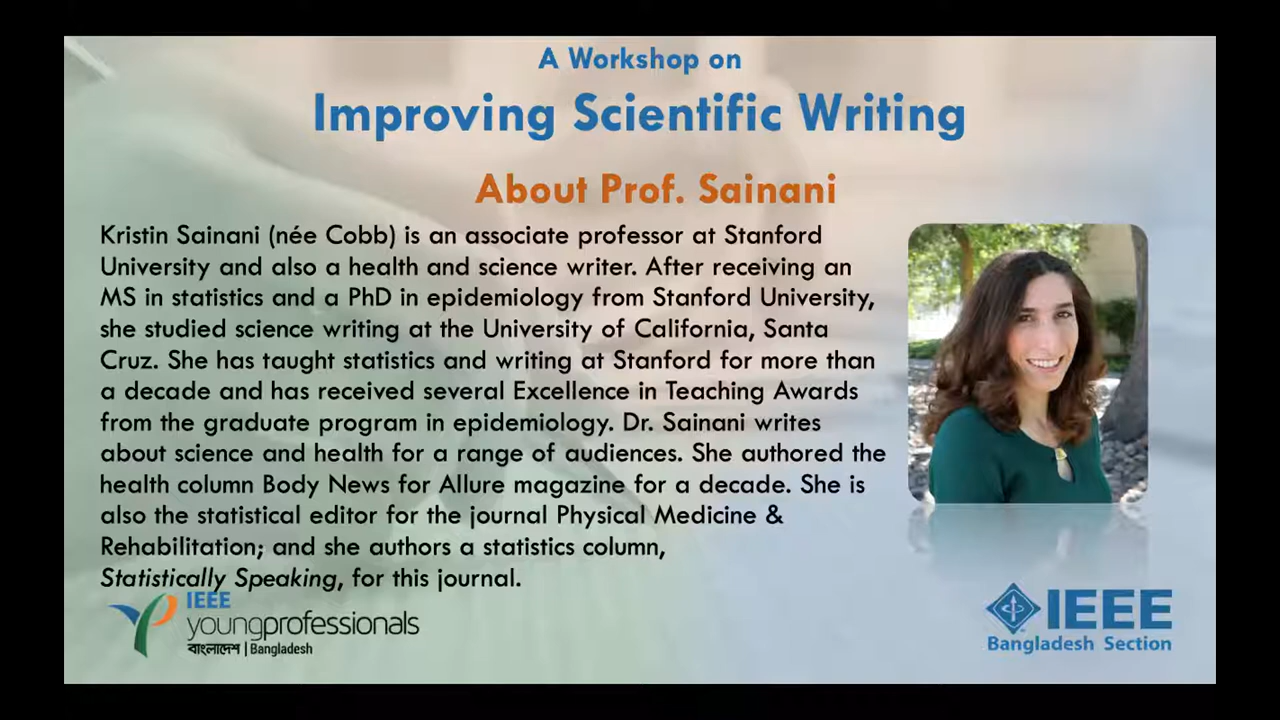 A Workshop on
Improving Scientific Writing
About Prof. Sainani
Kristin Sainani (née Cobb) is an associate professor at Stanford
University and also a health and science writer. After receiving an
MS in statistics and a PhD in epidemiology from Stanford University,
she studied science writing at the University of California, Santa
Cruz. She has taught statistics and writing at Stanford for more than
a decade and has received several Excellence in Teaching Awards
from the graduate program in epidemiology. Dr. Sainani writes
about science and health for a range of audiences. She authored the
health column Body News for Allure magazine for a decade. She is
also the statistical editor for the journal Physical Medicine &
Rehabilitation; and she authors a statistics column,
Statistically Speaking, for this journal.
IEEE
youngprofessionals
বাংলাদেশ | Bangladesh
IEEE
Bangladesh Section